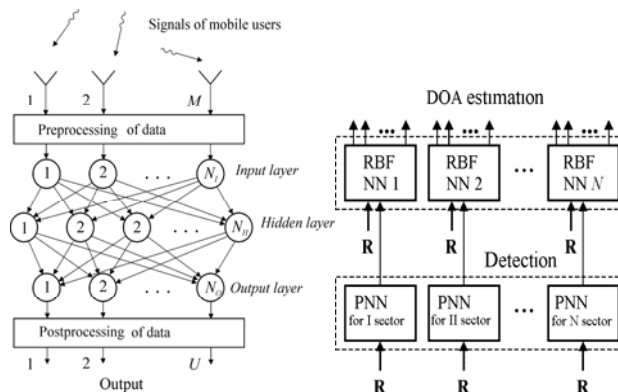 Signals of mobile users
1 2 M
Preprocessing of data
1 2 . . . N_I Input layer
1 2 2 . . . N_H Hidden layer
1 2 . . . N_O Output layer
Postprocessing of data
1 2 U
Output
DOA estimation
... ... ...
RBF NN 1
RBF NN 2
...
RBF NN N
R R R
Detection
PNN for I sector
PNN for II sector
...
PNN for N sector
R R R